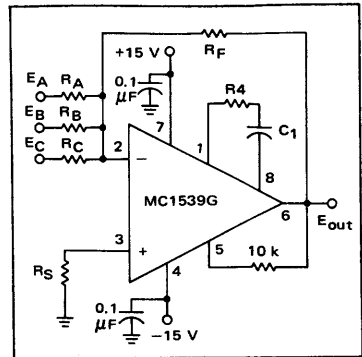 +15 V
R_F
E_A
R_A
0.1
μF
R4
E_B
R_B
C_1
E_C
R_C
7
1
2
−
8
MC1539G
6
E_out
3
+
5
10 k
R_S
4
0.1
μF
−15 V